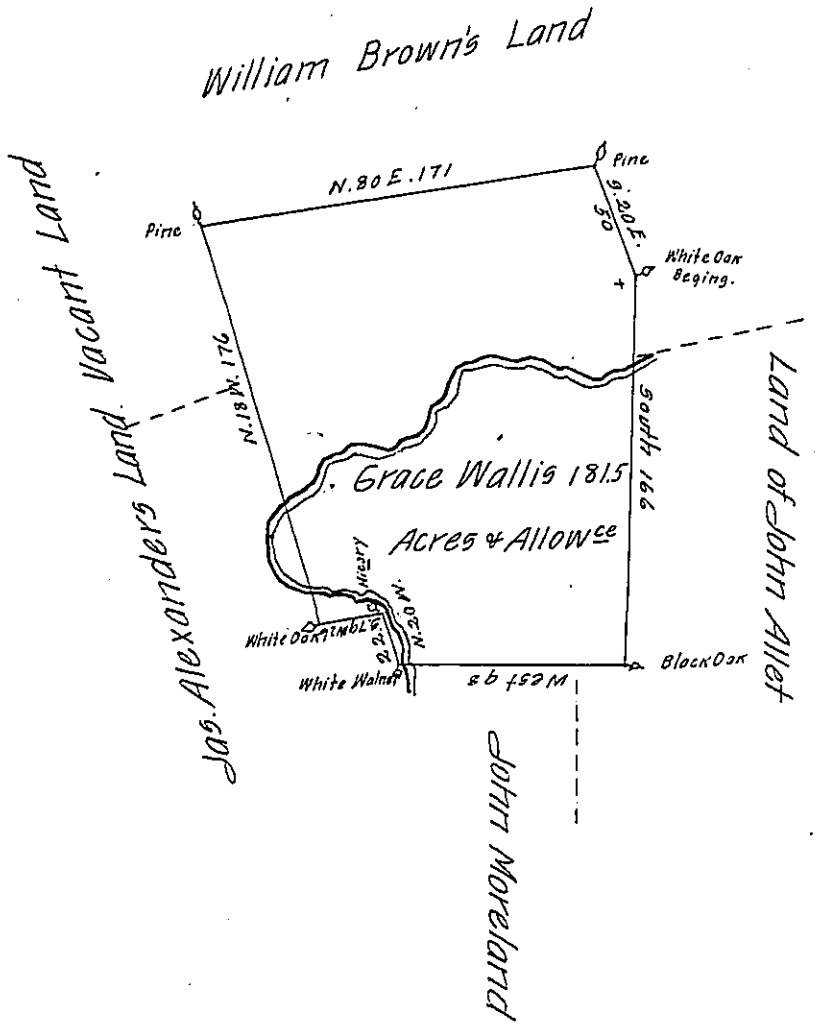 William Brown's Land
N. 80 E. 171
Pine
Pine
S. 20 E.
50
White Oak
Beging.
Vacant Land
Jas. Alexanders Land.
N. 18 W. 176
South 166
Land of John Allet
Grace Wallis 181.5
Acres & Allowce
Hicory
N. 20 W.
White Oak
White Walnut
West 98
Black Oak
John Moreland